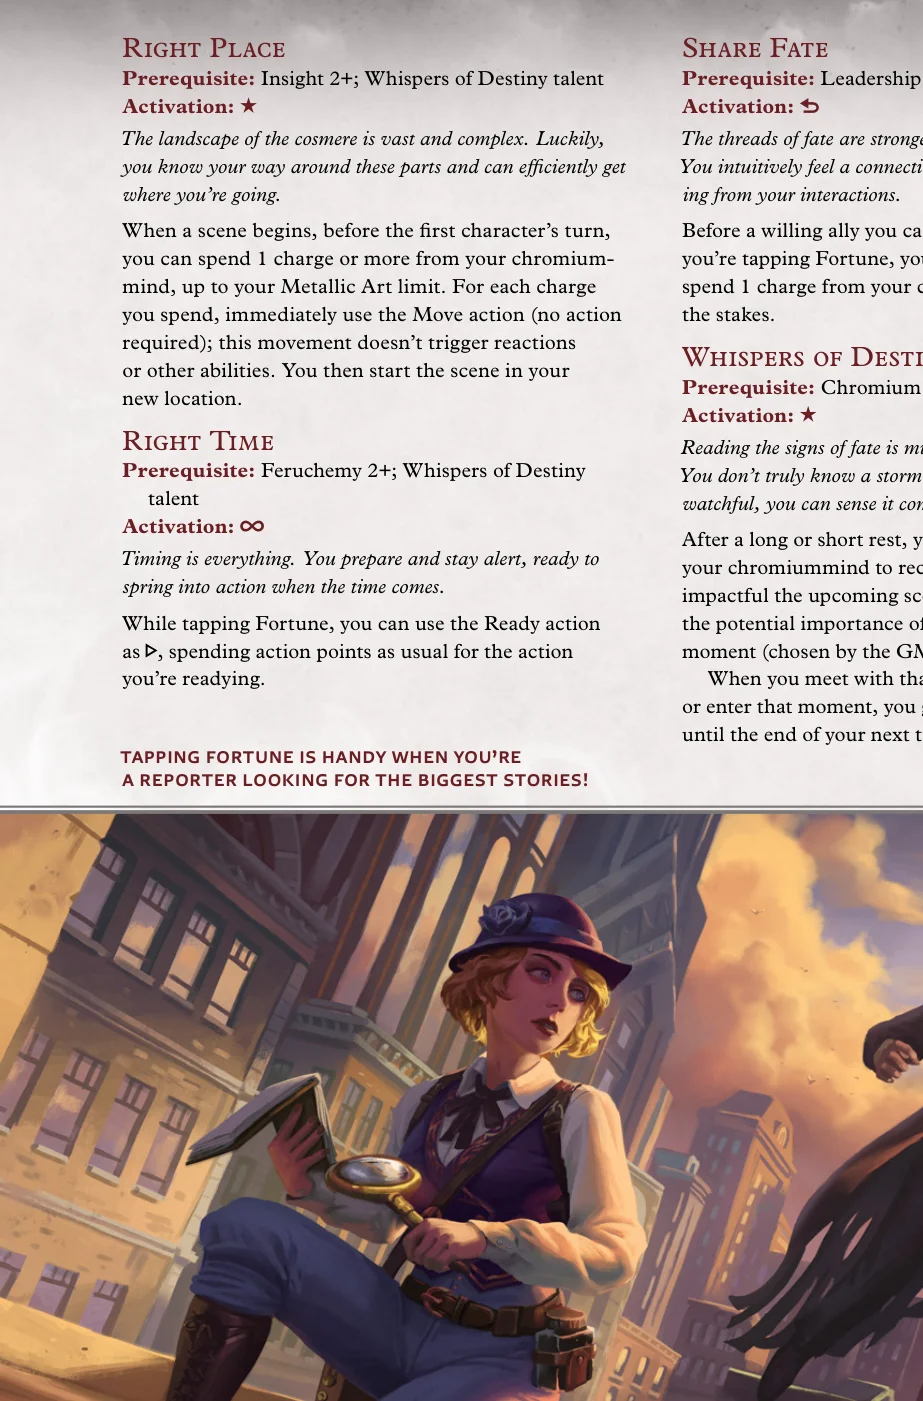 Right Place
Prerequisite: Insight 2+; Whispers of Destiny talent
Activation: ★
The landscape of the cosmere is vast and complex. Luckily,
you know your way around these parts and can efficiently get
where you're going.
When a scene begins, before the first character's turn,
you can spend 1 charge or more from your chromium-
mind, up to your Metallic Art limit. For each charge
you spend, immediately use the Move action (no action
required); this movement doesn't trigger reactions
or other abilities. You then start the scene in your
new location.
Right Time
Prerequisite: Feruchemy 2+; Whispers of Destiny
talent
Activation: ∞
Timing is everything. You prepare and stay alert, ready to
spring into action when the time comes.
While tapping Fortune, you can use the Ready action
as ▷, spending action points as usual for the action
you're readying.
TAPPING FORTUNE IS HANDY WHEN YOU'RE
A REPORTER LOOKING FOR THE BIGGEST STORIES!
Share Fate
Prerequisite: Leadership
Activation: ⮌
The threads of fate are
You intuitively feel a
ing from your interactions.
Before a willing ally you
you're tapping Fortune,
spend 1 charge from your
the stakes.
Whispers of
Prerequisite: Chromium
Activation: ★
Reading the signs of fate is
You don't truly know a storm
watchful, you can sense it
After a long or short rest,
your chromiummind to
impactful the upcoming
the potential importance of
moment (chosen by the
When you meet with
or enter that moment, you
until the end of your next